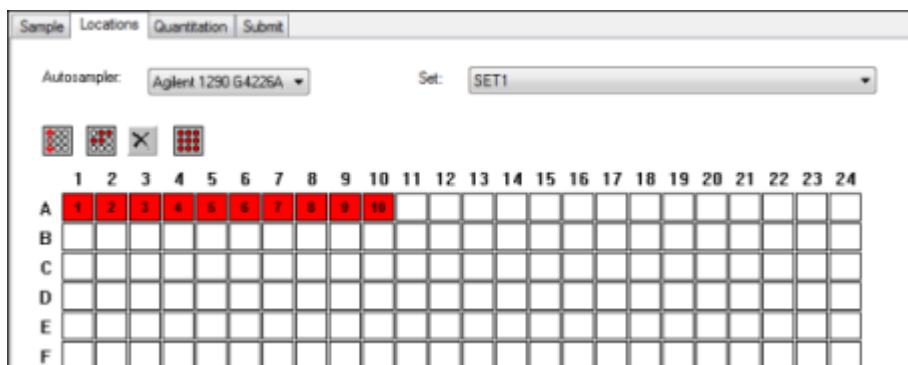 Sample Locations Quantitation Submit
Autosampler: Agilent 1290 G4226A Set: SET1
1 2 3 4 5 6 7 8 9 10 11 12 13 14 15 16 17 18 19 20 21 22 23 24
A 1 2 3 4 5 6 7 8 9 10
B
C
D
E
F